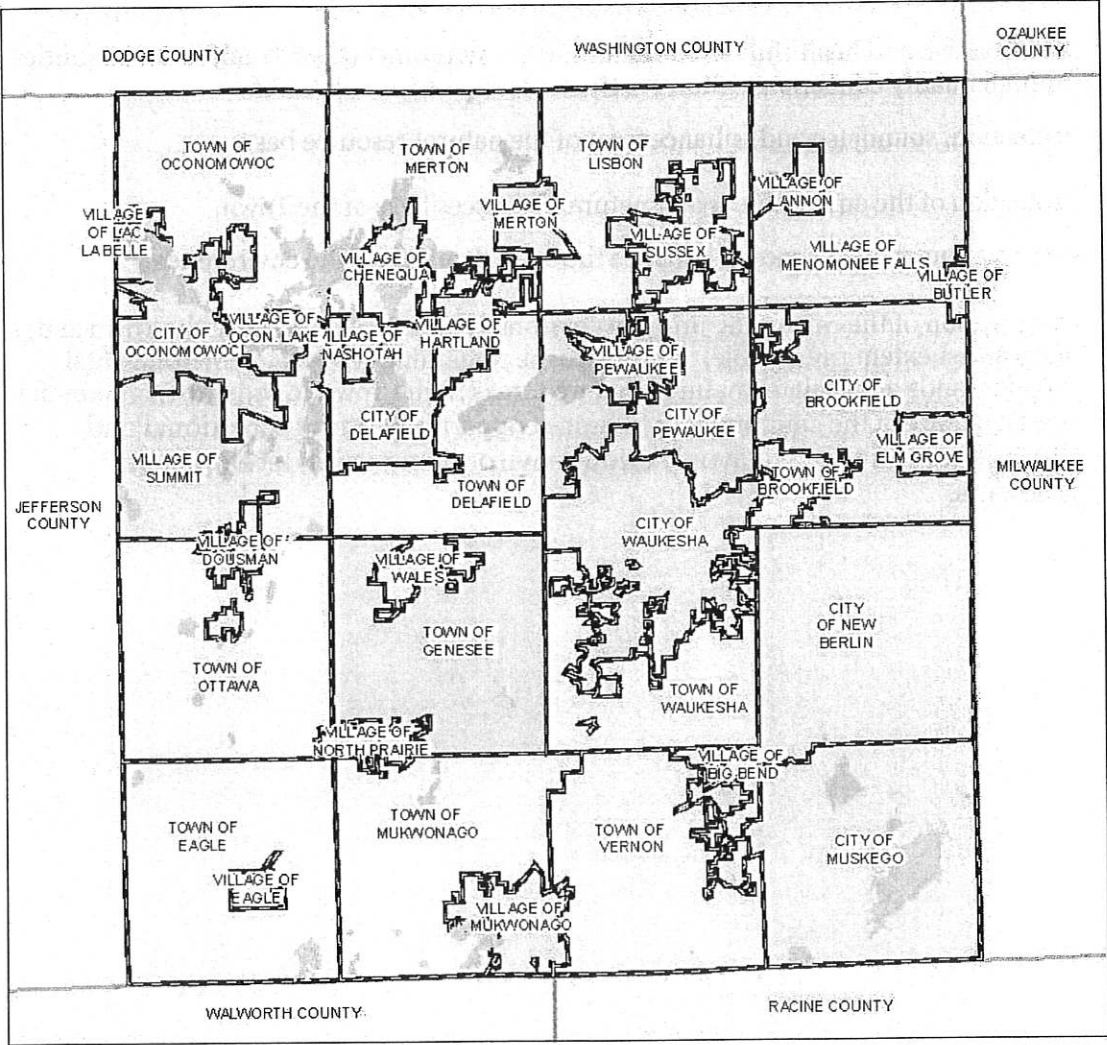 DODGE COUNTY
WASHINGTON COUNTY
OZAUKEE
COUNTY
TOWN OF
OCONOMOWOC
TOWN OF
MERTON
TOWN OF
LISBON
VILLAGE OF
LANNON
VILLAGE
OF LAC
LABELLE
VILLAGE OF
MERTON
VILLAGE OF
SUSSEX
VILLAGE OF
CHENEQUA
VILLAGE OF
MENOMONEE FALLS
VILLAGE OF
BUTLER
CITY OF
OCONOMOWOC
VILLAGE OF
OCON. LAKE
VILLAGE OF
NASHOTAH
VILLAGE OF
HARTLAND
VILLAGE OF
PEWAUKEE
CITY OF
BROOKFIELD
CITY OF
DELAFIELD
CITY OF
PEWAUKEE
VILLAGE OF
ELM GROVE
VILLAGE OF
SUMMIT
TOWN OF
DELAFIELD
TOWN OF
BROOKFIELD
MILWAUKEE
COUNTY
JEFFERSON
COUNTY
CITY OF
WAUKESHA
VILLAGE OF
DOUSMAN
VILLAGE OF
WALES
CITY
OF NEW
BERLIN
TOWN OF
GENESEE
TOWN OF
OTTAWA
TOWN OF
WAUKESHA
VILLAGE OF
NORTH PRAIRIE
VILLAGE OF
BIG BEND
TOWN OF
EAGLE
TOWN OF
MUKWONAGO
TOWN OF
VERNON
CITY OF
MUSKEGO
VILLAGE OF
EAGLE
VILLAGE OF
MUKWONAGO
WALWORTH COUNTY
RACINE COUNTY